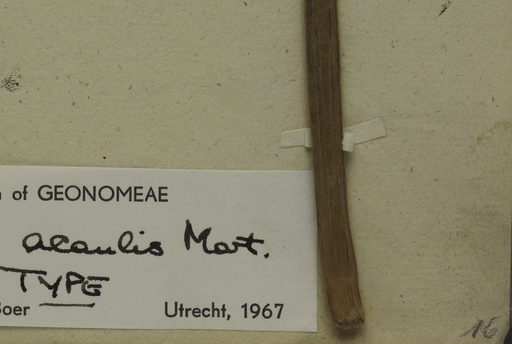 of GEONOMEAE
acaulis Mart.
TYPE
Boer Utrecht, 1967
16